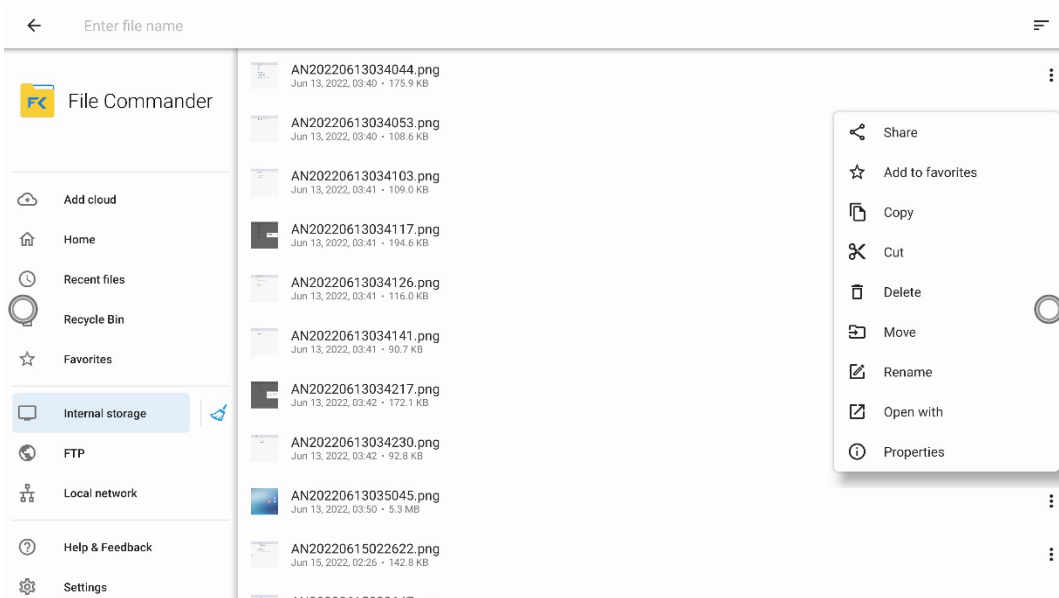 Enter file name
FC File Commander
Add cloud
Home
Recent files
Recycle Bin
Favorites
Internal storage
FTP
Local network
Help & Feedback
Settings
AN20220613034044.png
Jun 13, 2022, 03:40 • 175.9 KB
AN20220613034053.png
Jun 13, 2022, 03:40 • 108.6 KB
AN20220613034103.png
Jun 13, 2022, 03:41 • 109.0 KB
AN20220613034117.png
Jun 13, 2022, 03:41 • 194.6 KB
AN20220613034126.png
Jun 13, 2022, 03:41 • 116.0 KB
AN20220613034141.png
Jun 13, 2022, 03:41 • 90.7 KB
AN20220613034217.png
Jun 13, 2022, 03:42 • 172.1 KB
AN20220613034230.png
Jun 13, 2022, 03:42 • 92.8 KB
AN20220613035045.png
Jun 13, 2022, 03:50 • 5.3 MB
AN20220615022622.png
Jun 15, 2022, 02:26 • 142.8 KB
Share
Add to favorites
Copy
Cut
Delete
Move
Rename
Open with
Properties